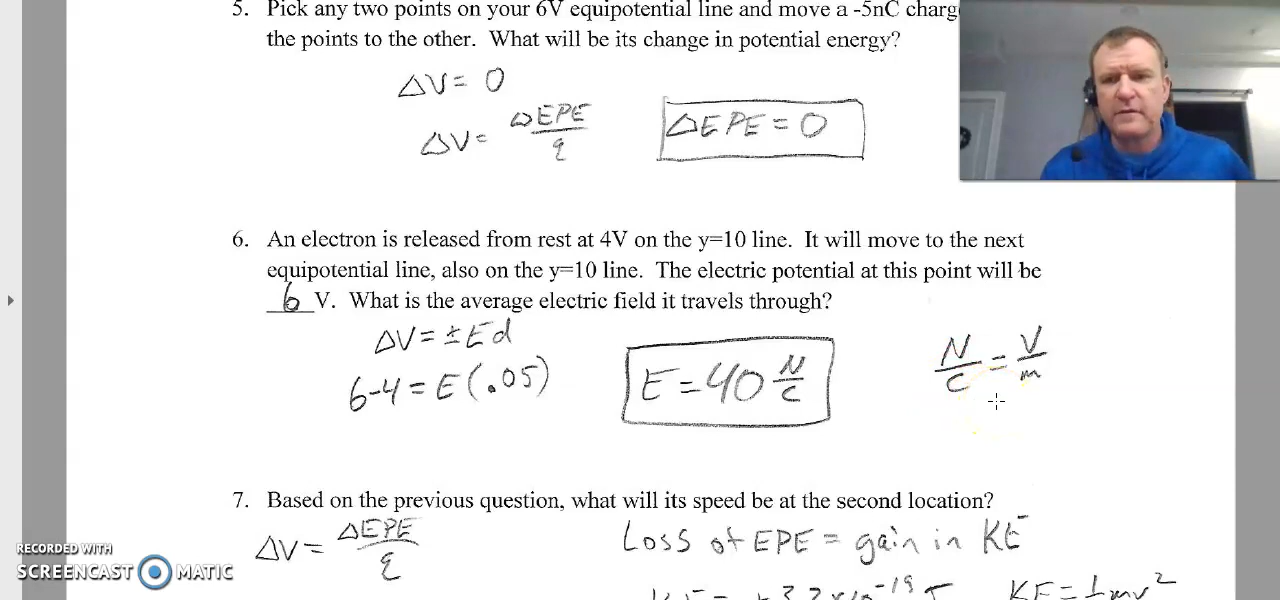 5. Pick any two points on your 6V equipotential line and move a -5nC charg
the points to the other. What will be its change in potential energy?
ΔV = 0
ΔV = ΔEPE/q
ΔEPE = 0
6. An electron is released from rest at 4V on the y=10 line. It will move to the next
equipotential line, also on the y=10 line. The electric potential at this point will be
6 V. What is the average electric field it travels through?
ΔV = ± Ed
6-4 = E(.05)
E = 40 N/C
N/C = V/m
7. Based on the previous question, what will its speed be at the second location?
ΔV = ΔEPE/q
Loss of EPE = gain in KE
KE = ½mv²
RECORDED WITH
SCREENCAST MATIC